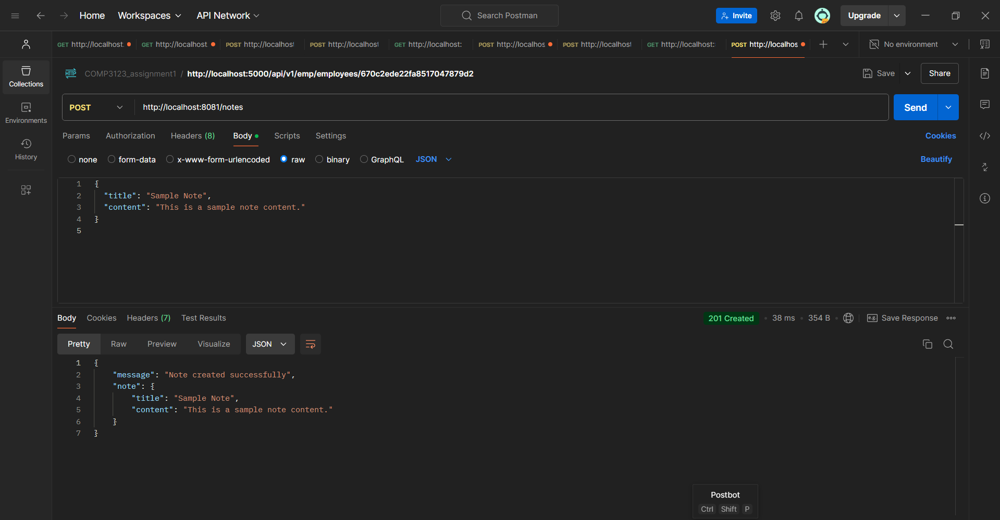 Home Workspaces API Network Search Postman Invite Upgrade
GET http://localhost. GET http://localhost. POST http://localhost POST http://localhost GET http://localhost: POST http://localhos POST http://localhost GET http://localhost: POST http://localhos No environment
Collections
Environments
History
HTTP COMP3123_assignment1 / http://localhost:5000/api/v1/emp/employees/670c2ede22fa8517047879d2 Save Share
POST http://localhost:8081/notes Send
Params Authorization Headers (8) Body Scripts Settings Cookies
none form-data x-www-form-urlencoded raw binary GraphQL JSON Beautify
1 {
2 "title": "Sample Note",
3 "content": "This is a sample note content."
4 }
5
Body Cookies Headers (7) Test Results 201 Created 38 ms 354 B e.g. Save Response
Pretty Raw Preview Visualize JSON
1 {
2 "message": "Note created successfully",
3 "note": {
4 "title": "Sample Note",
5 "content": "This is a sample note content."
6 }
7 }
Postbot
Ctrl Shift P